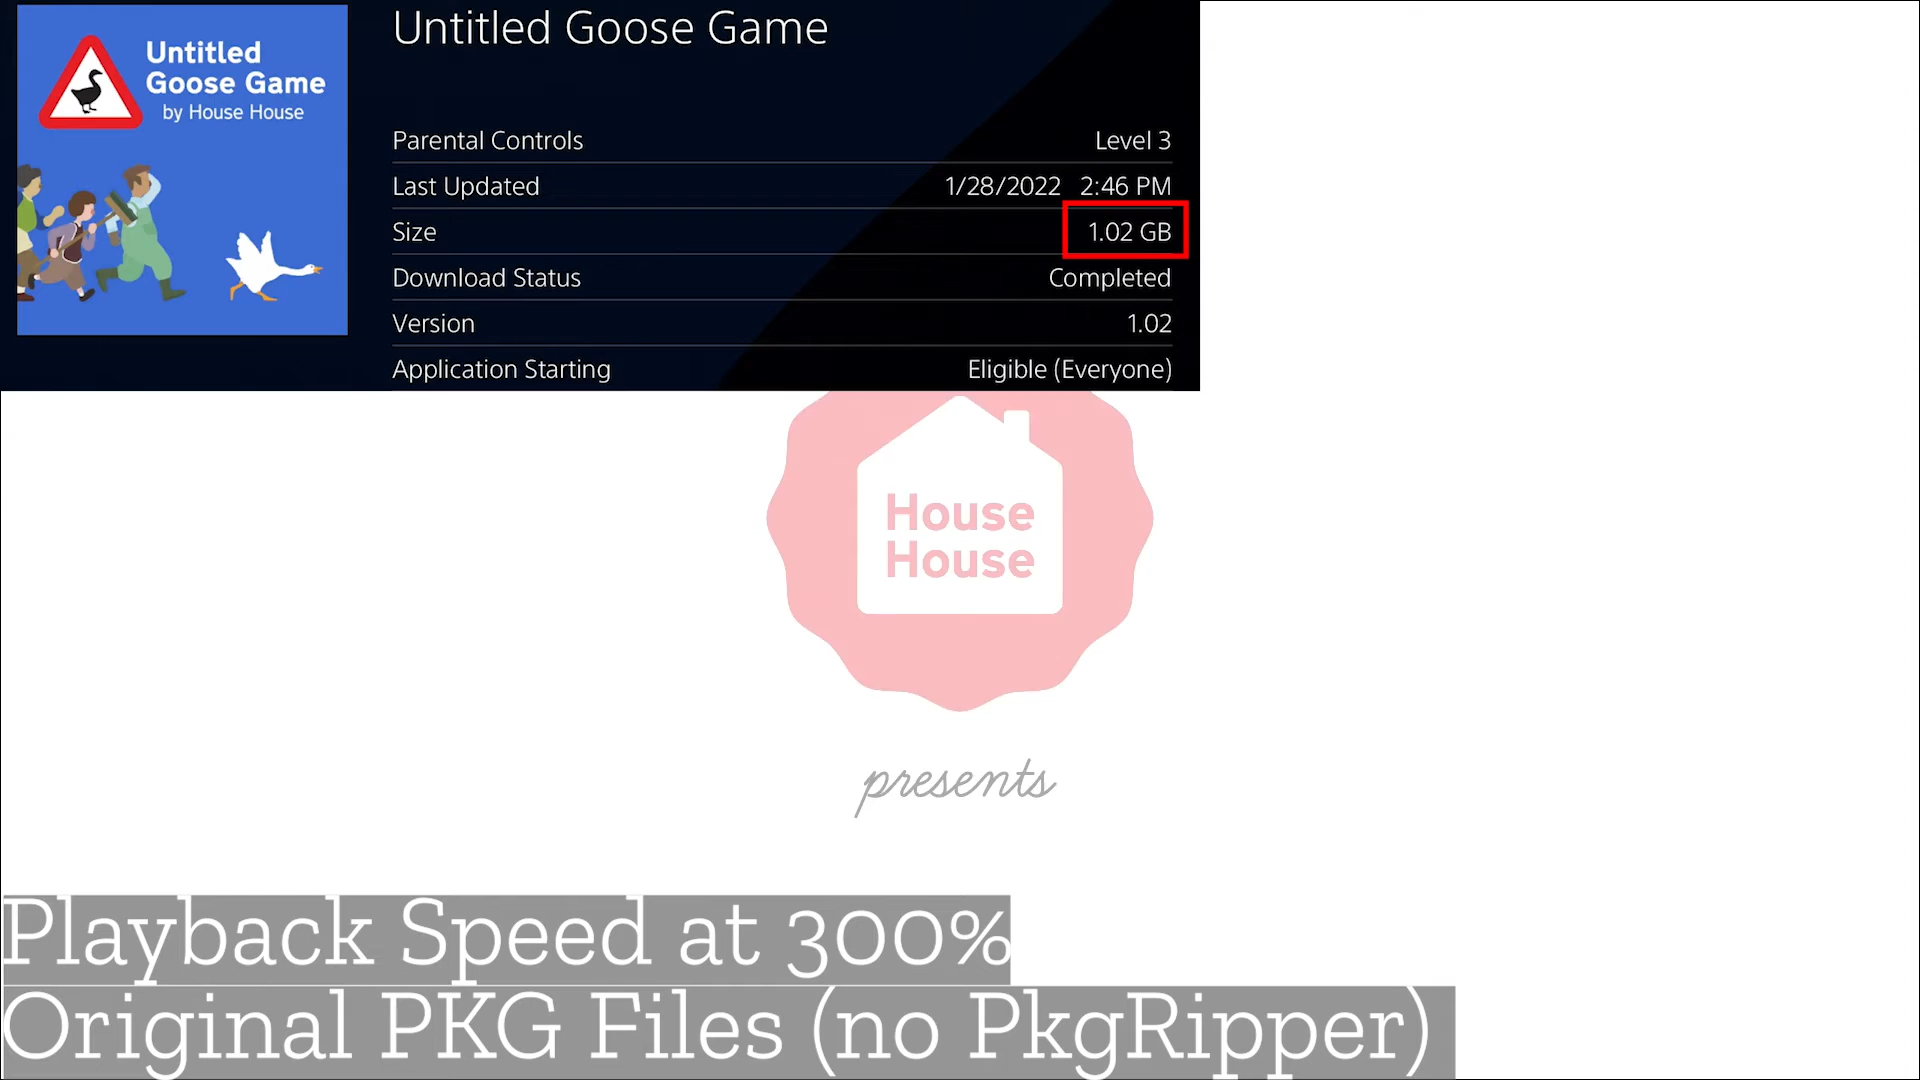 Untitled
Goose Game
by House House
Untitled Goose Game
Parental Controls Level 3
Last Updated 1/28/2022 2:46 PM
Size 1.02 GB
Download Status Completed
Version 1.02
Application Starting Eligible (Everyone)
House
House
presents
Playback Speed at 300%
Original PKG Files (no PkgRipper)